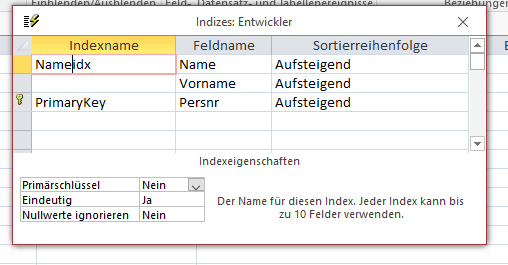 Einblenden/Ausblenden Feld-, Datensatz- und Tabellenereignisse Beziehungen
Indizes: Entwickler
Indexname Feldname Sortierreihenfolge
Nameidx Name Aufsteigend
Vorname Aufsteigend
PrimaryKey Persnr Aufsteigend
Indexeigenschaften
Primärschlüssel Nein
Eindeutig Ja
Nullwerte ignorieren Nein
Der Name für diesen Index. Jeder Index kann bis
zu 10 Felder verwenden.